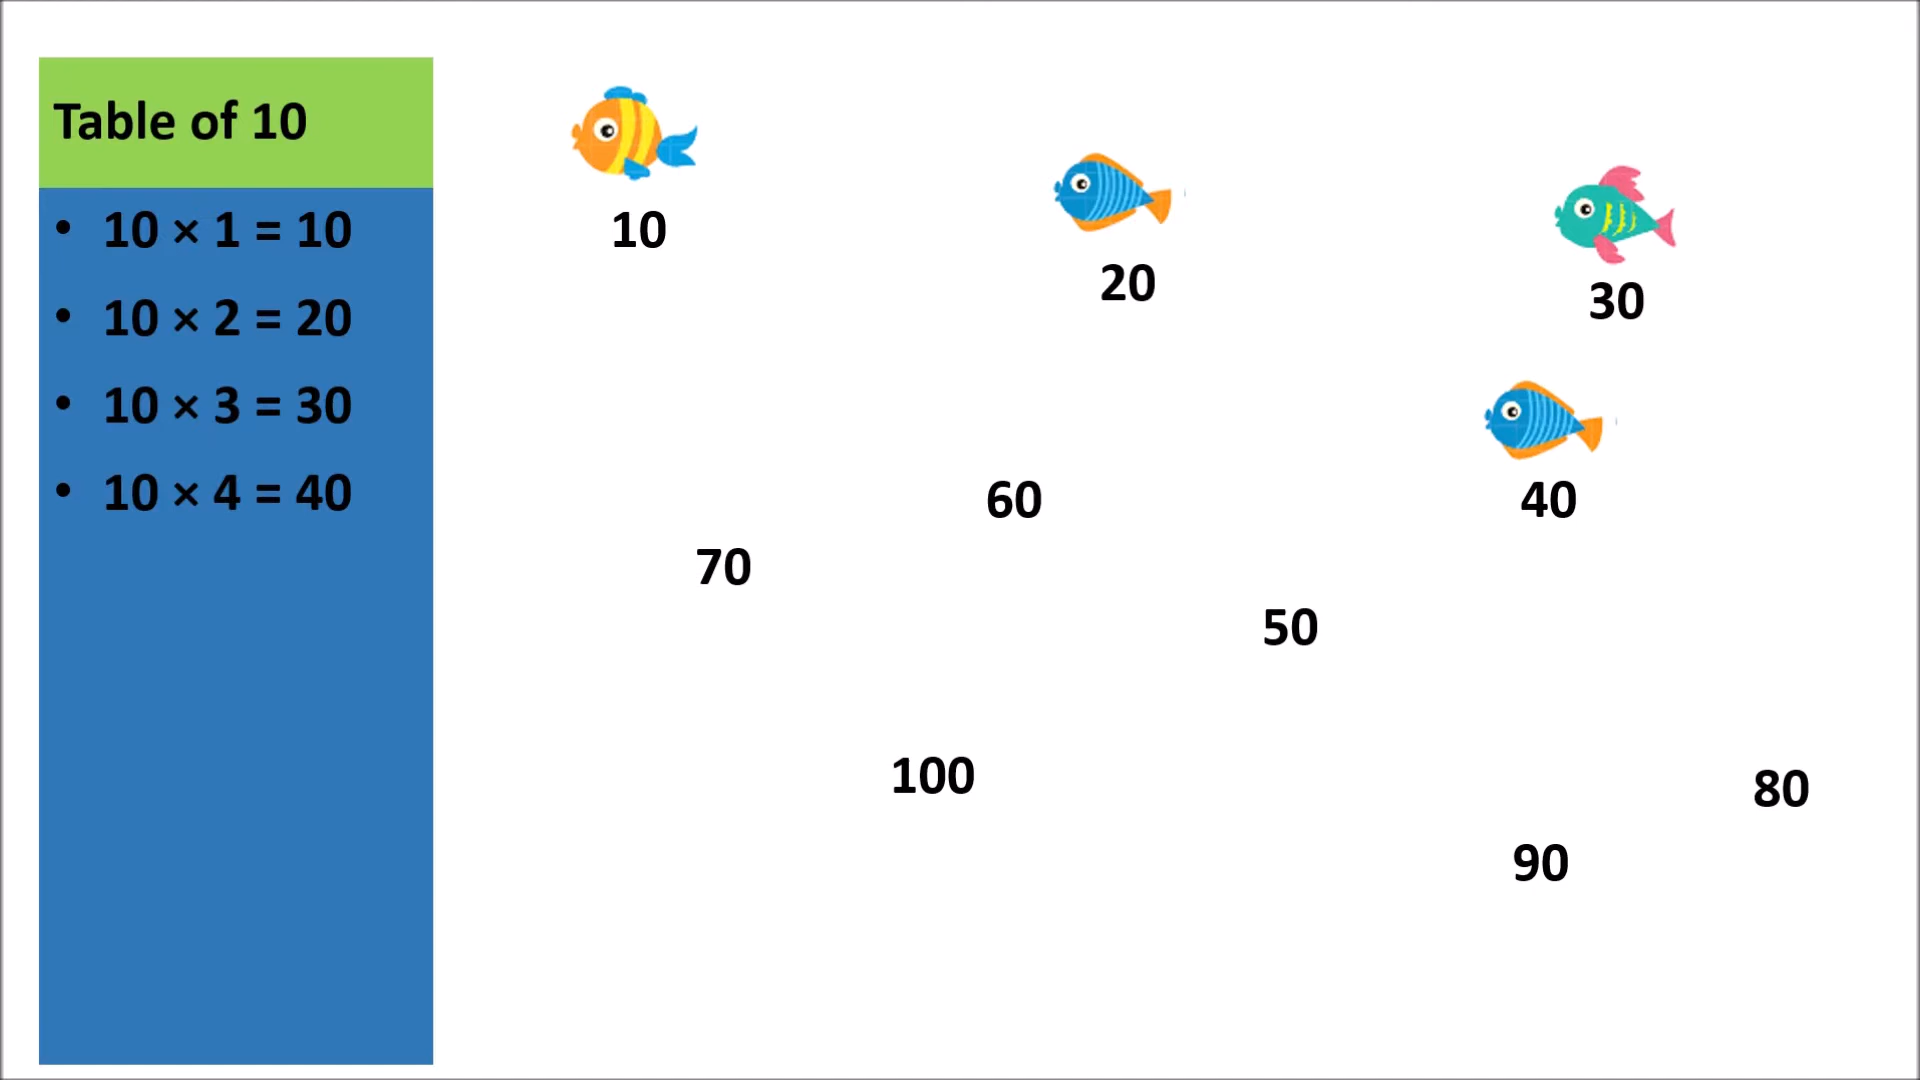 Table of 10
• 10 × 1 = 10
• 10 × 2 = 20
• 10 × 3 = 30
• 10 × 4 = 40
10
20
30
60
40
70
50
100
80
90